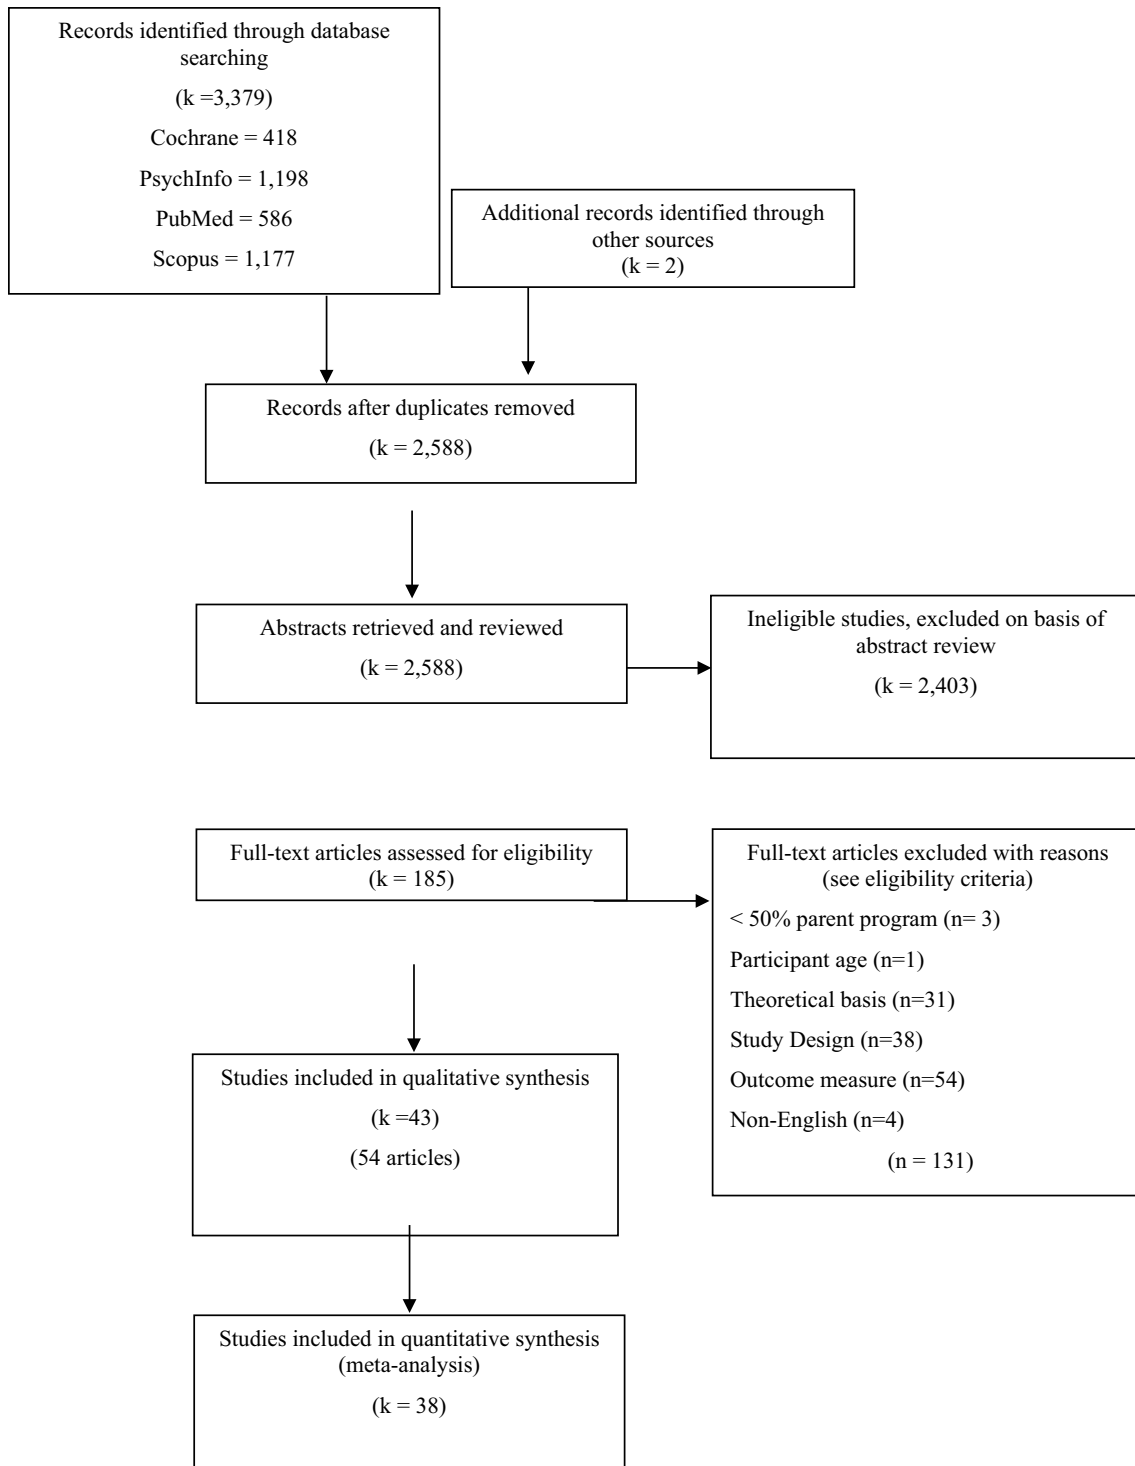 Records identified through database
searching
(k =3,379)
Cochrane = 418
PsychInfo = 1,198
PubMed = 586
Scopus = 1,177
Additional records identified through
other sources
(k = 2)
Records after duplicates removed
(k = 2,588)
Abstracts retrieved and reviewed
(k = 2,588)
Ineligible studies, excluded on basis of
abstract review
(k = 2,403)
Full-text articles assessed for eligibility
(k = 185)
Full-text articles excluded with reasons
(see eligibility criteria)
< 50% parent program (n= 3)
Participant age (n=1)
Theoretical basis (n=31)
Study Design (n=38)
Outcome measure (n=54)
Non-English (n=4)
(n = 131)
Studies included in qualitative synthesis
(k =43)
(54 articles)
Studies included in quantitative synthesis
(meta-analysis)
(k = 38)